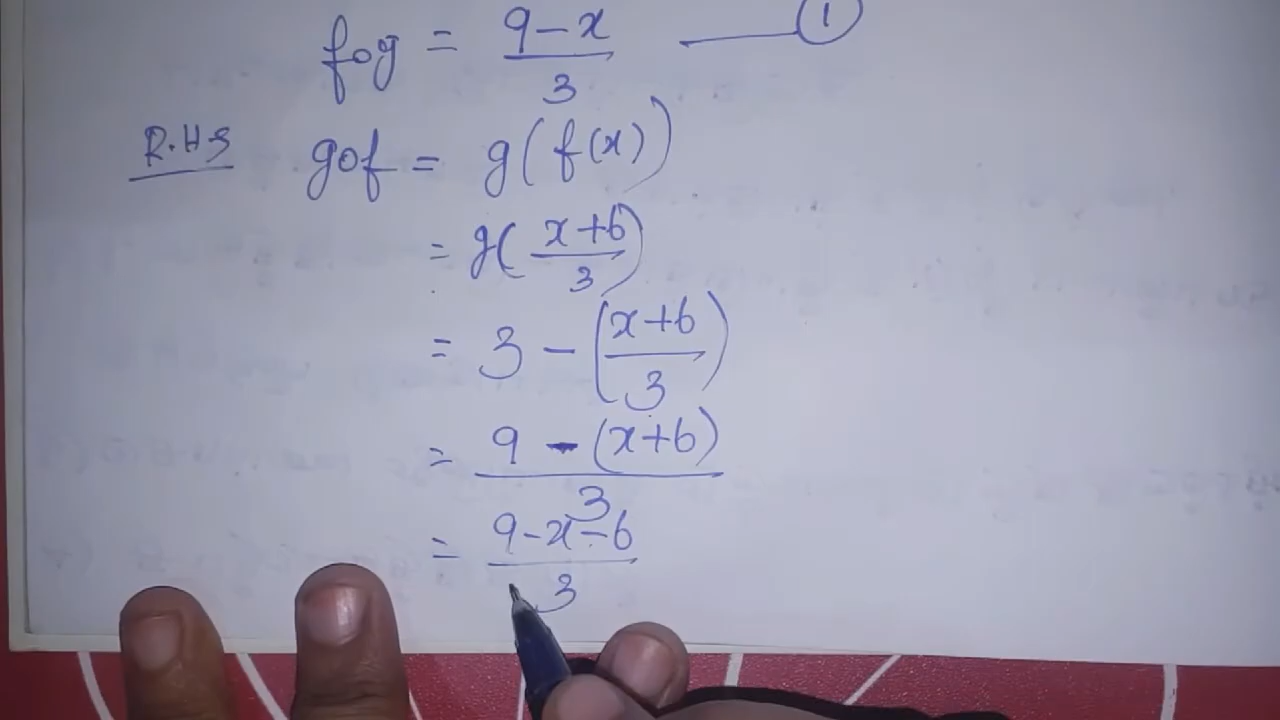 fog = (9-x)/3 —— ①
R.H.S gof = g(f(x))
= g((x+6)/3)
= 3 - ((x+6)/3)
= (9 - (x+6))/3
= (9-x-6)/3